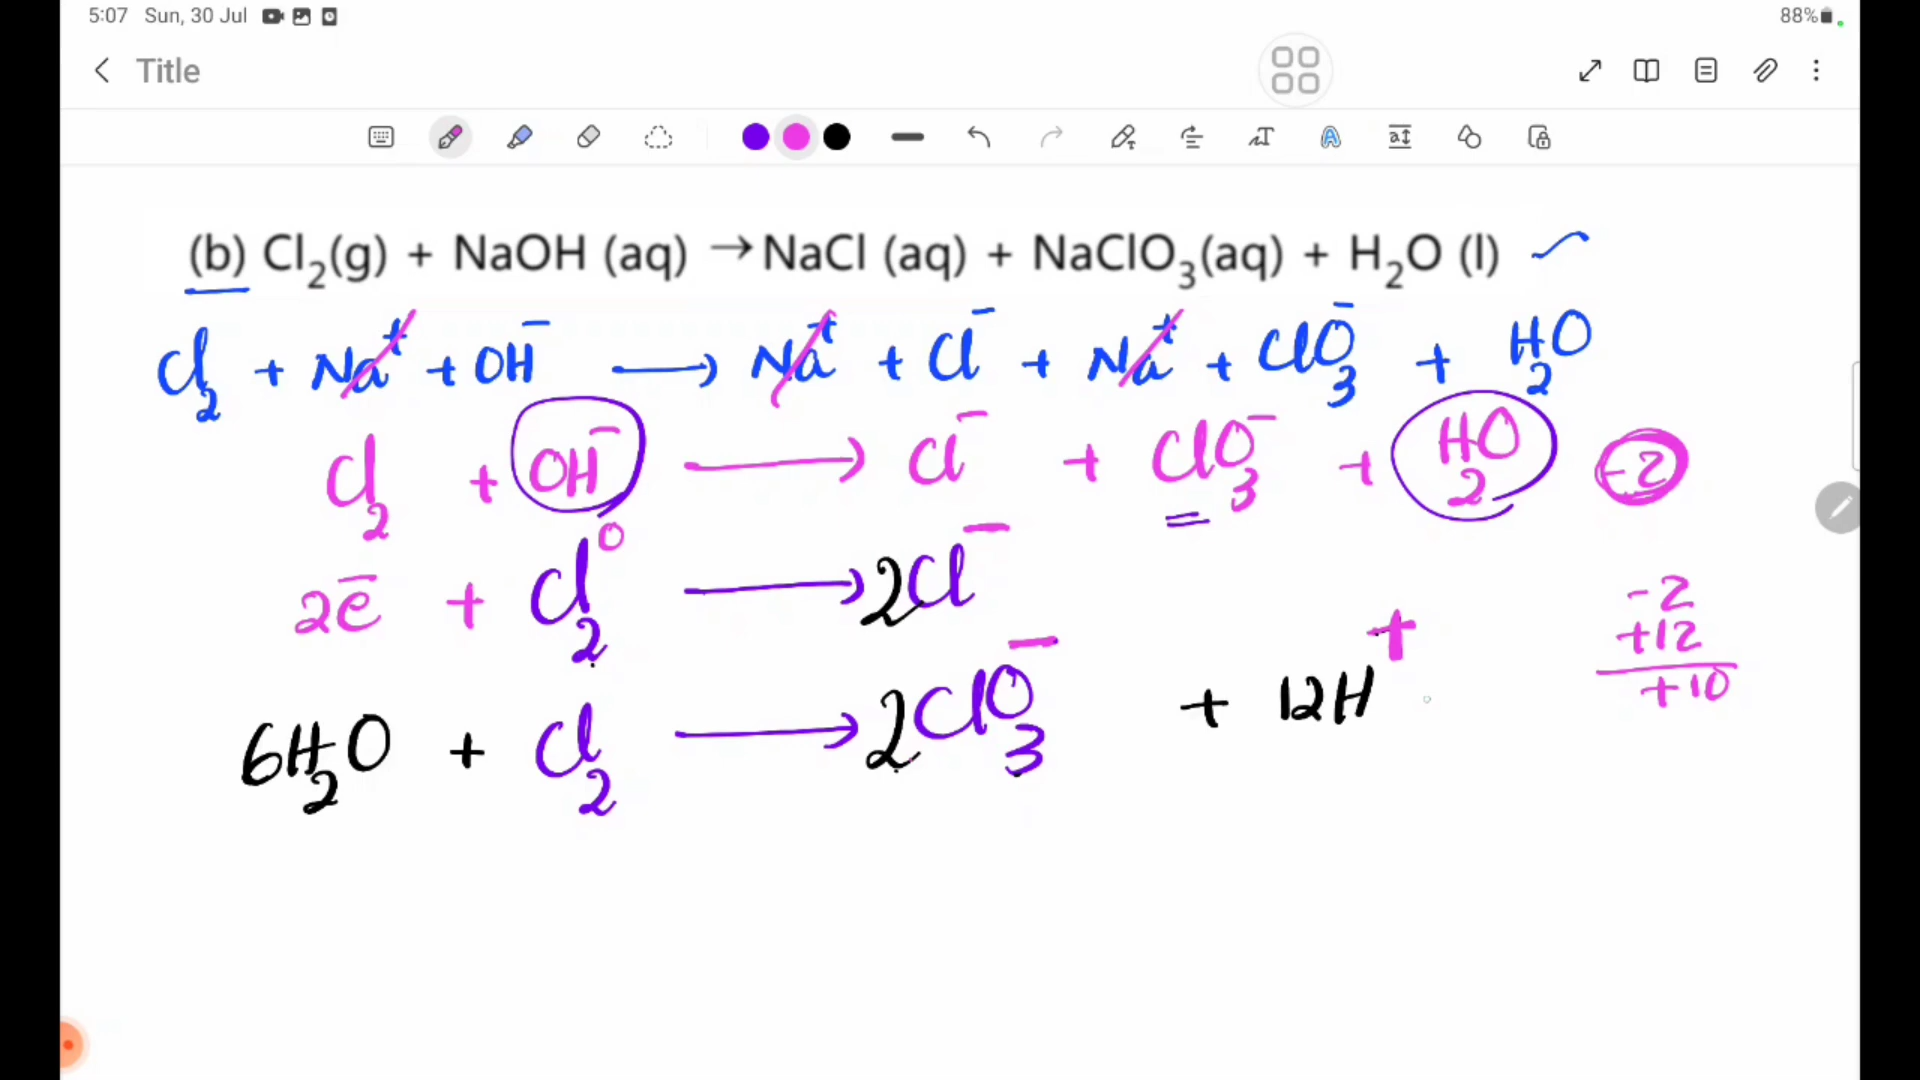 5:07 Sun, 30 Jul 88%
Title
(b) Cl₂(g) + NaOH (aq) → NaCl (aq) + NaClO₃(aq) + H₂O (l)
Cl₂ + Na⁺ + OH⁻ → Na⁺ + Cl⁻ + Na⁺ + ClO₃⁻ + H₂O
Cl₂ + OH⁻ → Cl⁻ + ClO₃⁻ + H₂O -2
2e⁻ + Cl₂⁰ → 2Cl⁻
-2
+12
+10
6H₂O + Cl₂ → 2ClO₃⁻ + 12H⁺